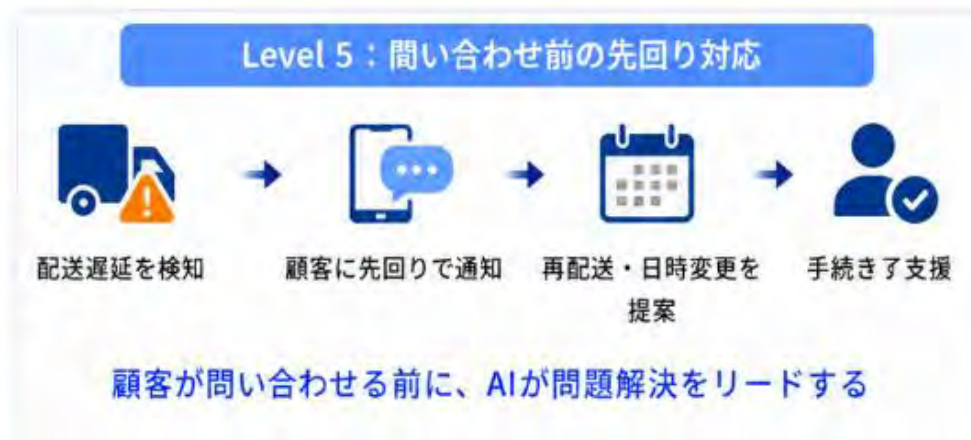 Level 5：問い合わせ前の先回り対応
配送遅延を検知
顧客に先回りで通知
再配送・日時変更を
提案
手続き了支援
顧客が問い合わせる前に、AIが問題解決をリードする